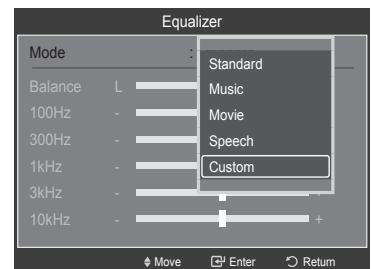 Equalizer
Mode :
Standard
Balance L
Music
100Hz -
Movie
300Hz -
Speech
1kHz -
Custom
3kHz - +
10kHz - +
Move Enter Return